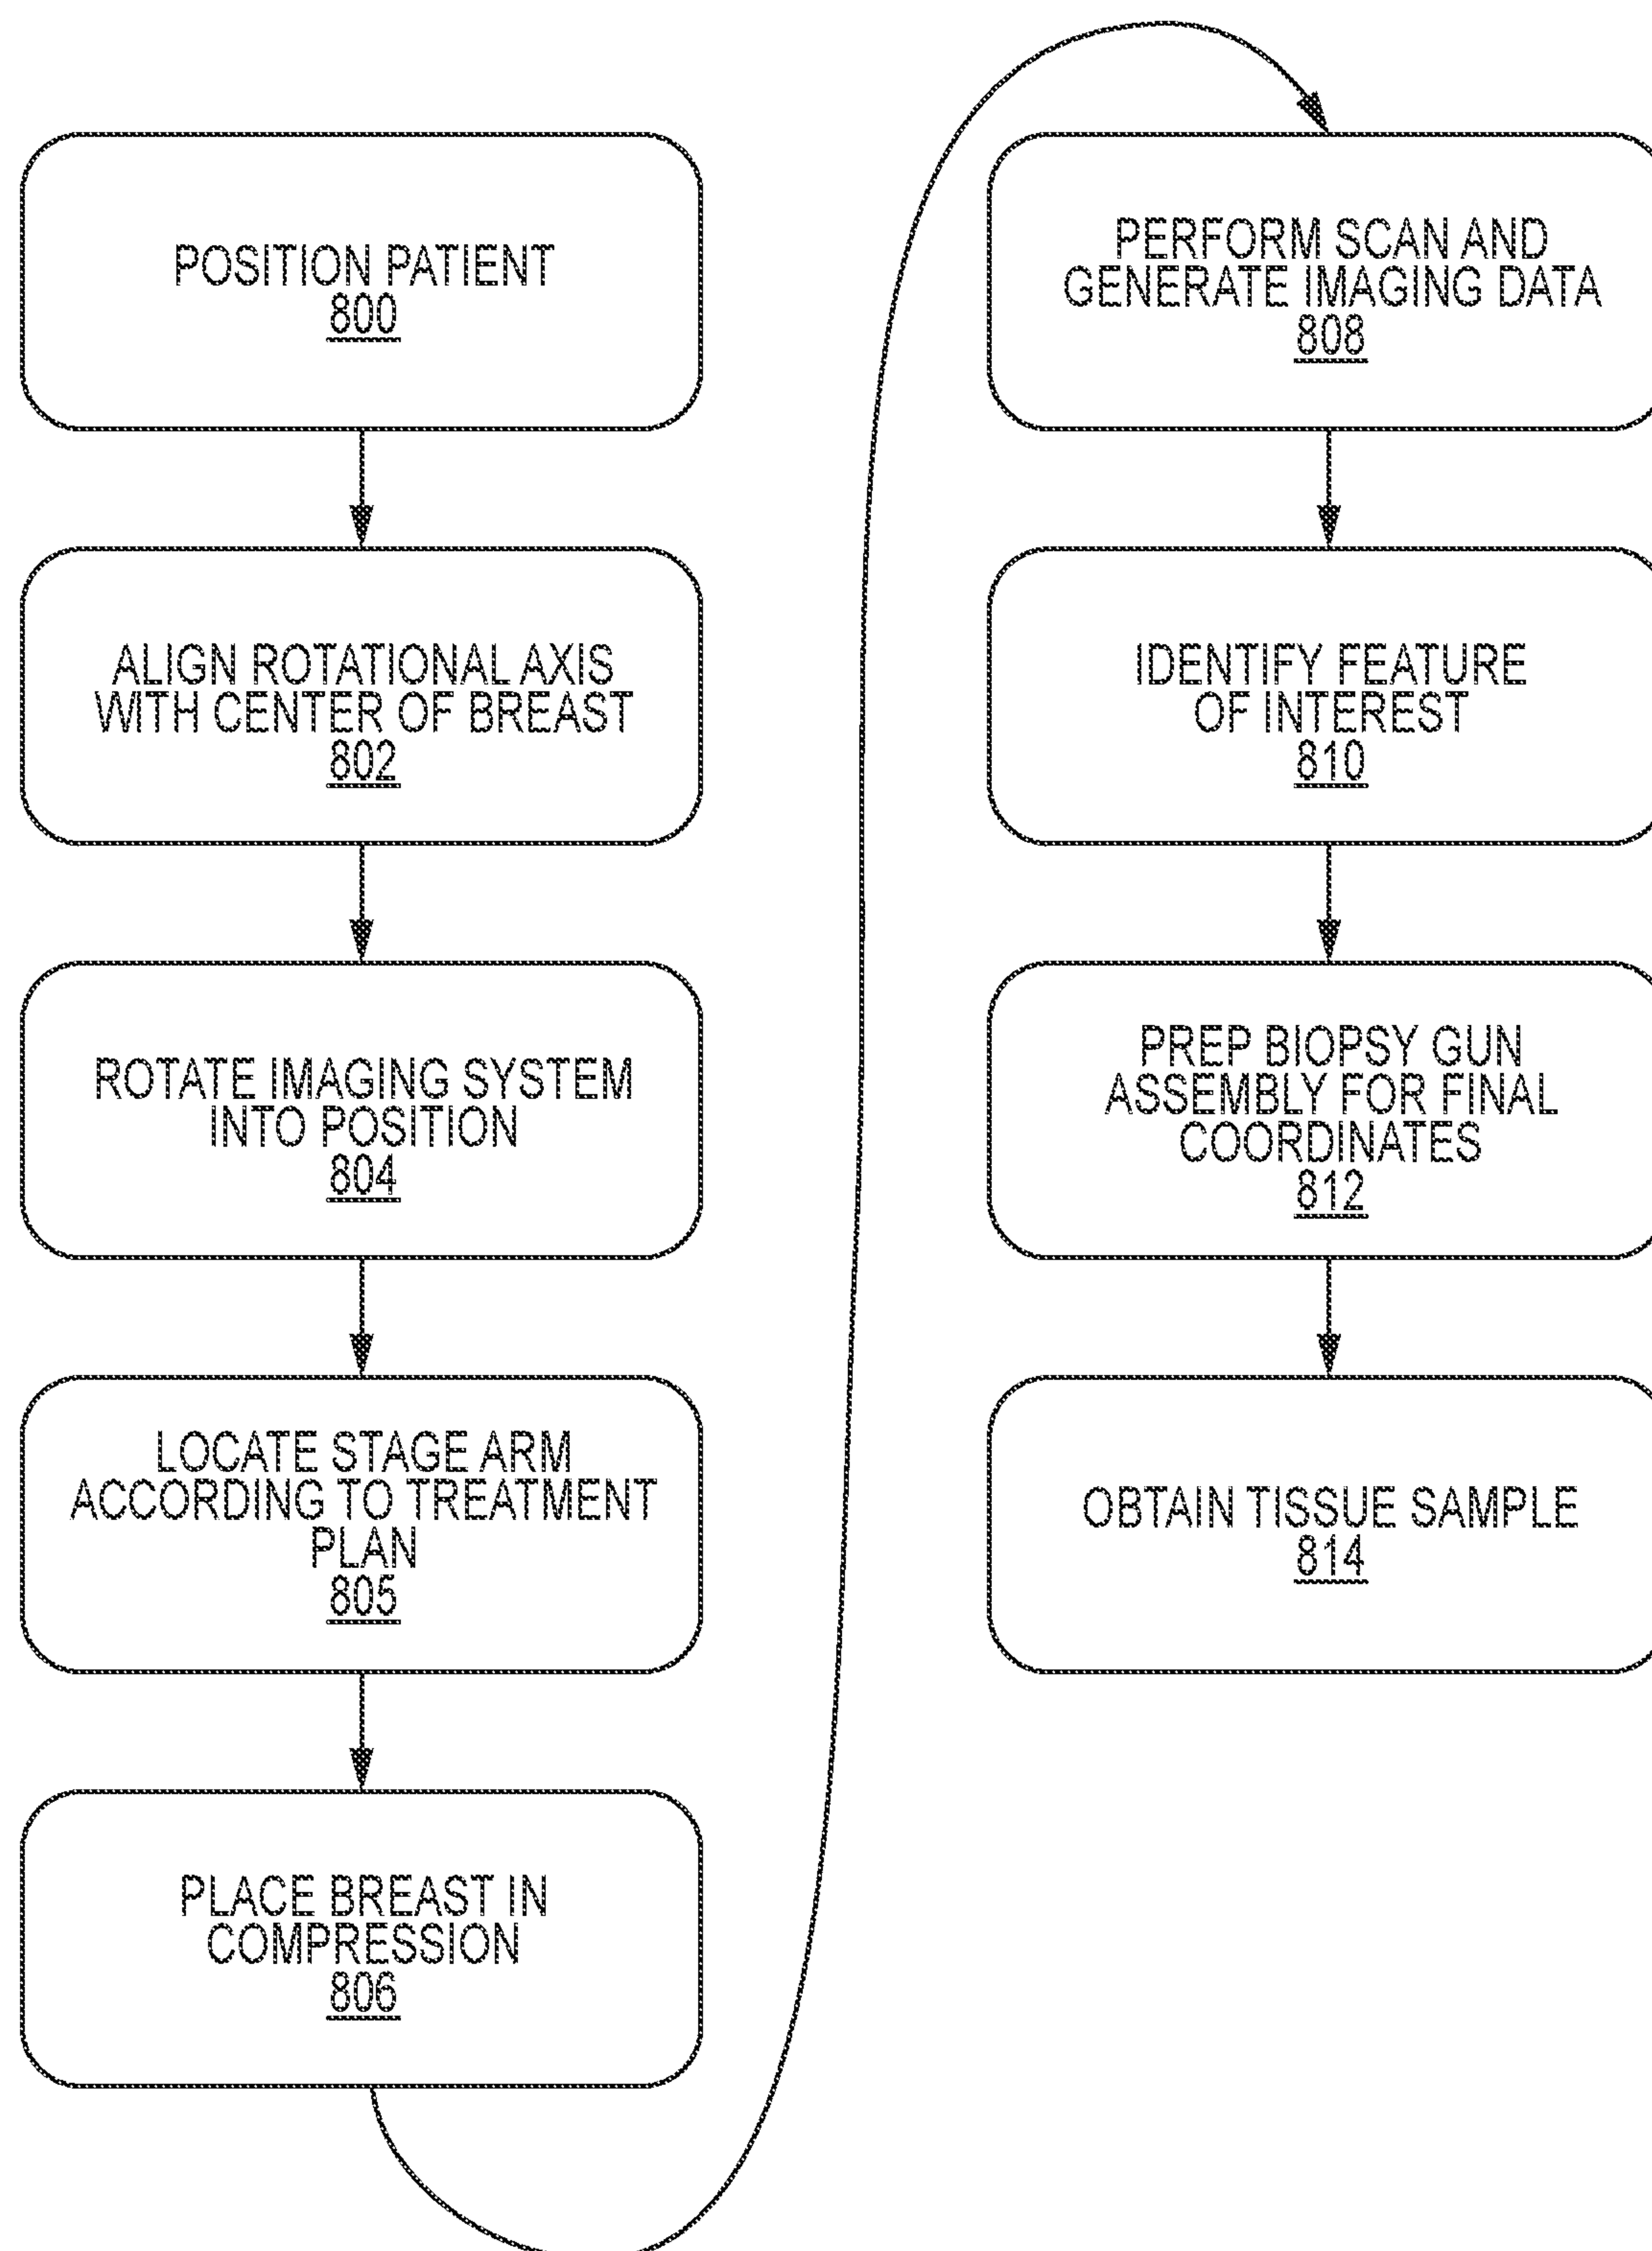 POSITION PATIENT
800
ALIGN ROTATIONAL AXIS
WITH CENTER OF BREAST
802
ROTATE IMAGING SYSTEM
INTO POSITION
804
LOCATE STAGE ARM
ACCORDING TO TREATMENT
PLAN
805
PLACE BREAST IN
COMPRESSION
806
PERFORM SCAN AND
GENERATE IMAGING DATA
808
IDENTIFY FEATURE
OF INTEREST
810
PREP BIOPSY GUN
ASSEMBLY FOR FINAL
COORDINATES
812
OBTAIN TISSUE SAMPLE
814